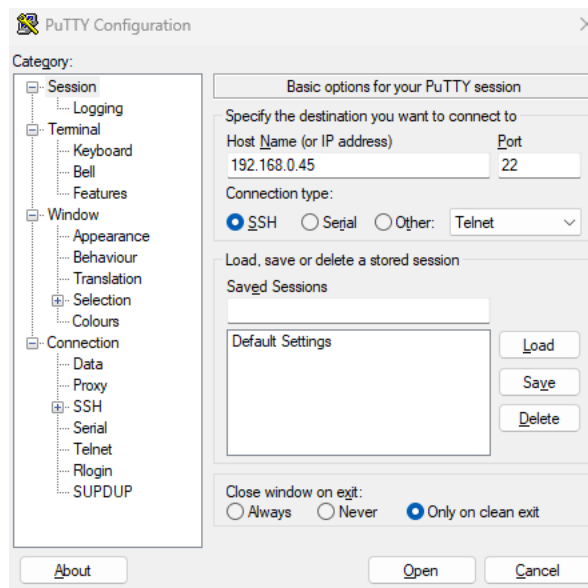 PuTTY Configuration
Category:
Session
Logging
Terminal
Keyboard
Bell
Features
Window
Appearance
Behaviour
Translation
Selection
Colours
Connection
Data
Proxy
SSH
Serial
Telnet
Rlogin
SUPDUP
Basic options for your PuTTY session
Specify the destination you want to connect to
Host Name (or IP address) Port
192.168.0.45 22
Connection type:
SSH Serial Other: Telnet
Load, save or delete a stored session
Saved Sessions
Default Settings
Load
Save
Delete
Close window on exit:
Always Never Only on clean exit
About Open Cancel